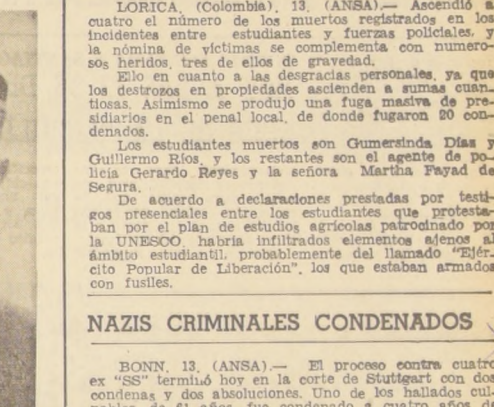 LORICA, (Colombia), 13, (ANSA).— Ascendió a
cuatro el número de los muertos registrados en los
incidentes entre estudiantes y fuerzas policiales, y
la nómina de víctimas se complementa con numero-
sos heridos, tres de ellos de gravedad.
Ello en cuanto a las desgracias personales, ya que
los destrozos en propiedades ascienden a sumas cuan-
tiosas. Asimismo se produjo una fuga masiva de pre-
sidiarios en el penal local, de donde fugaron 20 con-
denados.
Los estudiantes muertos son Gumersinda Días y
Guillermo Ríos, y los restantes son el agente de po-
licía Gerardo Reyes y la señora Martha Fayad de
Segura.
De acuerdo a declaraciones prestadas por testi-
gos presenciales entre los estudiantes que protesta-
ban por el plan de estudios agrícolas patrocinado por
la UNESCO, habría infiltrados elementos ajenos al
ámbito estudiantil, probablemente del llamado "Ejér-
cito Popular de Liberación", los que estaban armados
con fusiles.
NAZIS CRIMINALES CONDENADOS
BONN, 13, (ANSA).— El proceso contra cuatro
ex "SS" terminó hoy en la corte de Stuttgart con dos
condenas y dos absoluciones. Uno de los hallados cul-
de 61 años, fue condenado a cuatro años de